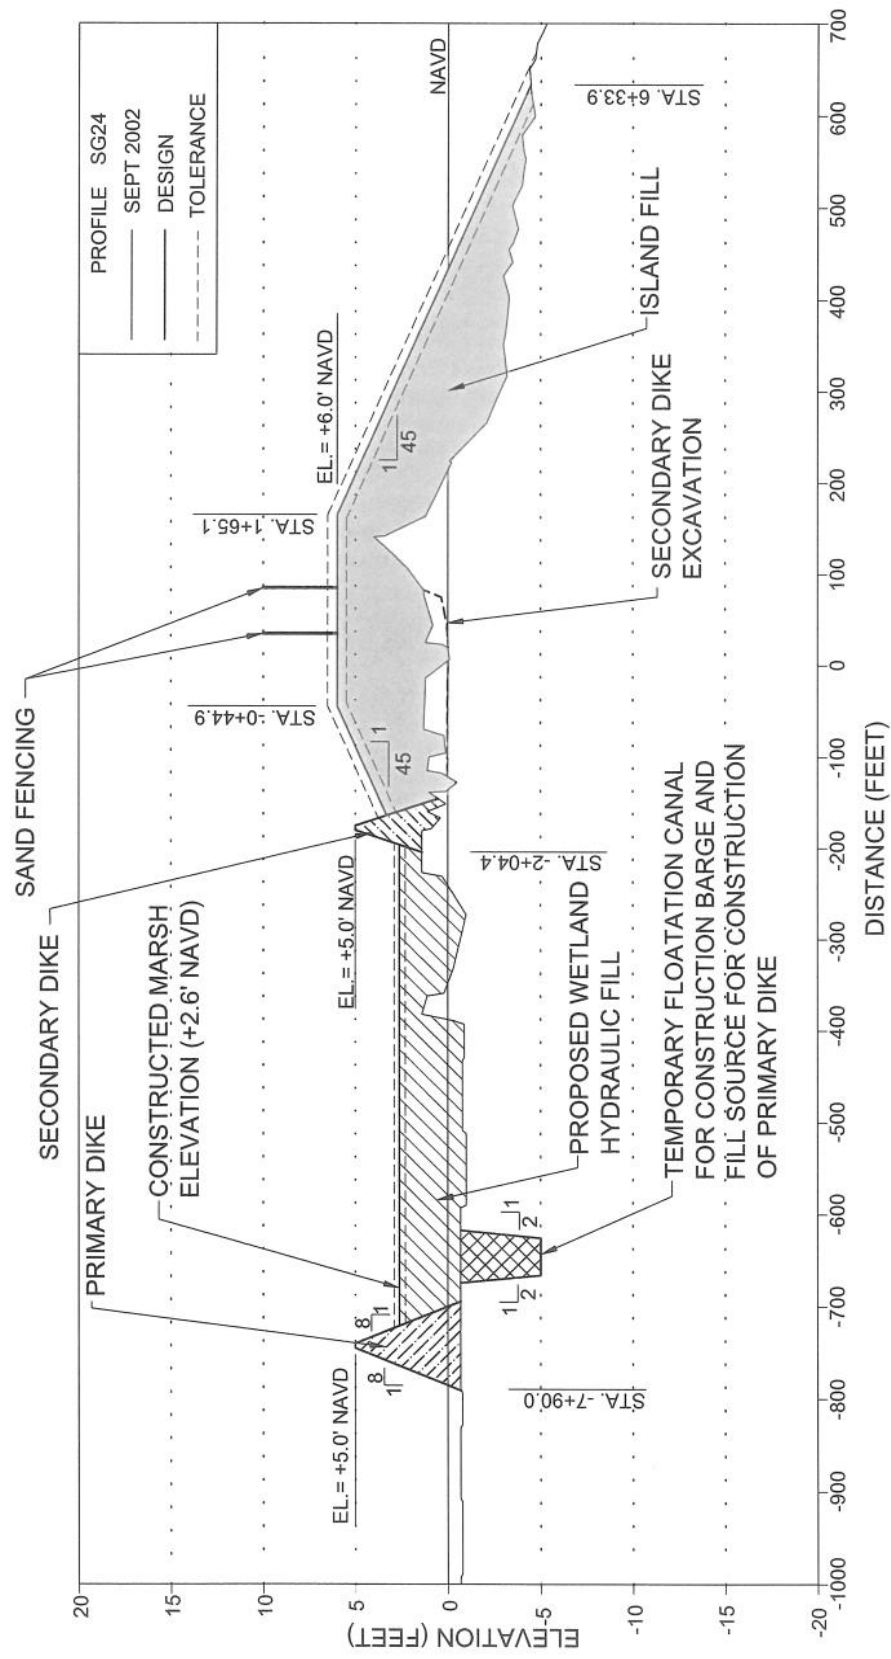 PROFILE SG24
SEPT 2002
DESIGN
TOLERANCE
SAND FENCING
SECONDARY DIKE
CONSTRUCTED MARSH
ELEVATION (+2.6' NAVD)
PRIMARY DIKE
EL.= +5.0' NAVD
EL.= +5.0' NAVD
EL.= +6.0' NAVD
NAVD
STA. -7+90.0
STA. -2+04.4
STA. -0+44.9
STA. 1+65.1
STA. 6+33.9
8
1
8
1
1
2
1
2
1
45
1
45
PROPOSED WETLAND
HYDRAULIC FILL
TEMPORARY FLOATATION CANAL
FOR CONSTRUCTION BARGE AND
FILL SOURCE FOR CONSTRUCTION
OF PRIMARY DIKE
SECONDARY DIKE
EXCAVATION
ISLAND FILL
ELEVATION (FEET)
20
15
10
5
0
-5
-10
-15
-20
-1000
-900
-800
-700
-600
-500
-400
-300
-200
-100
0
100
200
300
400
500
600
700
DISTANCE (FEET)